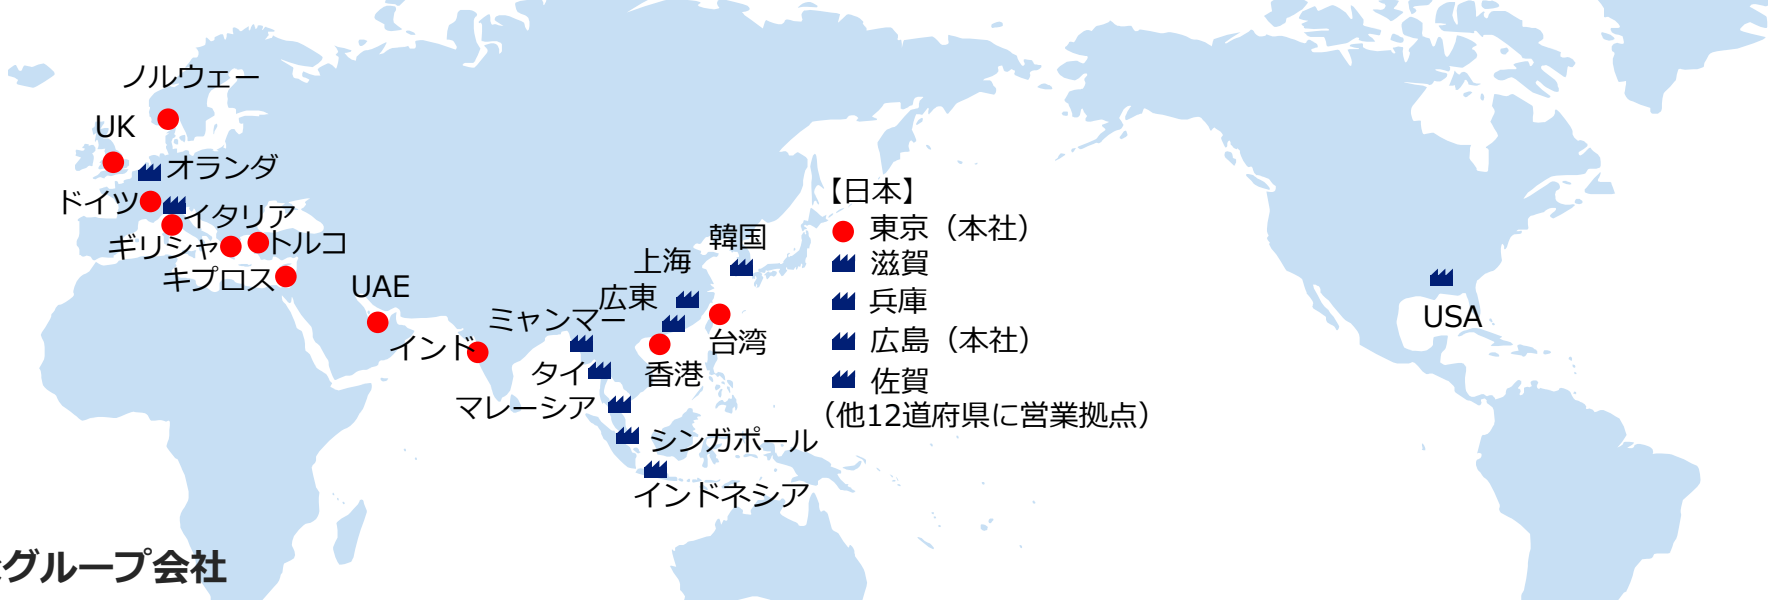 ノルウェー
UK
オランダ
ドイツ
イタリア
ギリシャ
トルコ
キプロス
UAE
インド
ミャンマー
タイ
マレーシア
シンガポール
インドネシア
上海
広東
香港
台湾
韓国
【日本】
東京（本社）
滋賀
兵庫
広島（本社）
佐賀
（他12道府県に営業拠点）
USA
グループ会社